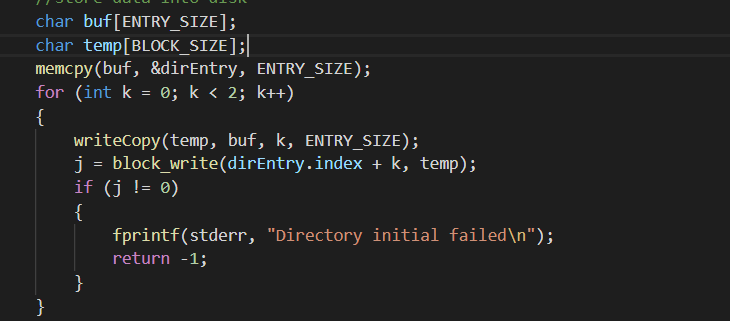 //store data into disk
char buf[ENTRY_SIZE];
char temp[BLOCK_SIZE];
memcpy(buf, &dirEntry, ENTRY_SIZE);
for (int k = 0; k < 2; k++)
{
    writeCopy(temp, buf, k, ENTRY_SIZE);
    j = block_write(dirEntry.index + k, temp);
    if (j != 0)
    {
        fprintf(stderr, "Directory initial failed\n");
        return -1;
    }
}